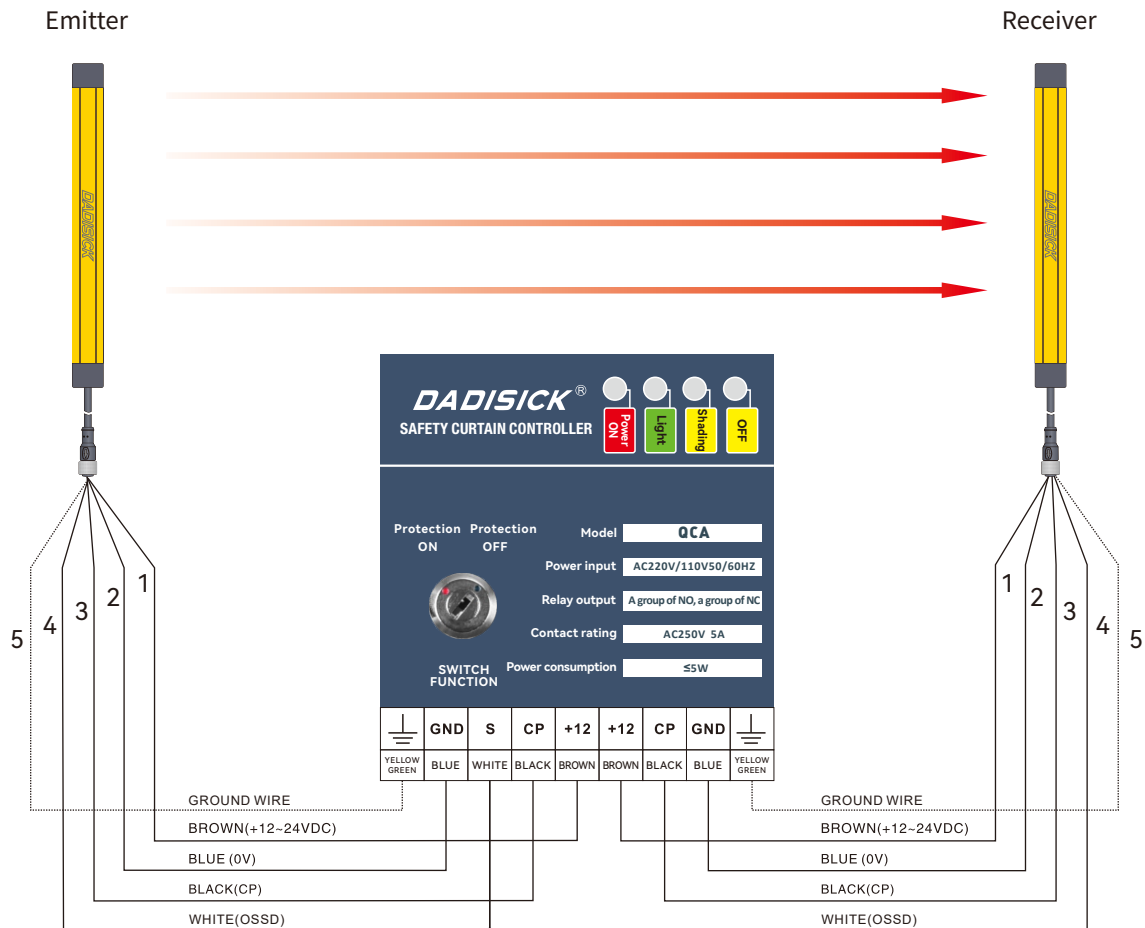 Emitter
Receiver
DADISICK
DADISICK
DADISICK®
SAFETY CURTAIN CONTROLLER
Power ON
Light
Shading
OFF
Protection ON
Protection OFF
SWITCH FUNCTION
Model
QCA
Power input
AC220V/110V50/60HZ
Relay output
A group of NO, a group of NC
Contact rating
AC250V 5A
Power consumption
≤5W
5
4
3
2
1
1
2
3
4
5
GND S CP +12 +12 CP GND
YELLOW GREEN BLUE WHITE BLACK BROWN BROWN BLACK BLUE YELLOW GREEN
GROUND WIRE
BROWN(+12~24VDC)
BLUE (0V)
BLACK(CP)
WHITE(OSSD)
GROUND WIRE
BROWN(+12~24VDC)
BLUE (0V)
BLACK(CP)
WHITE(OSSD)